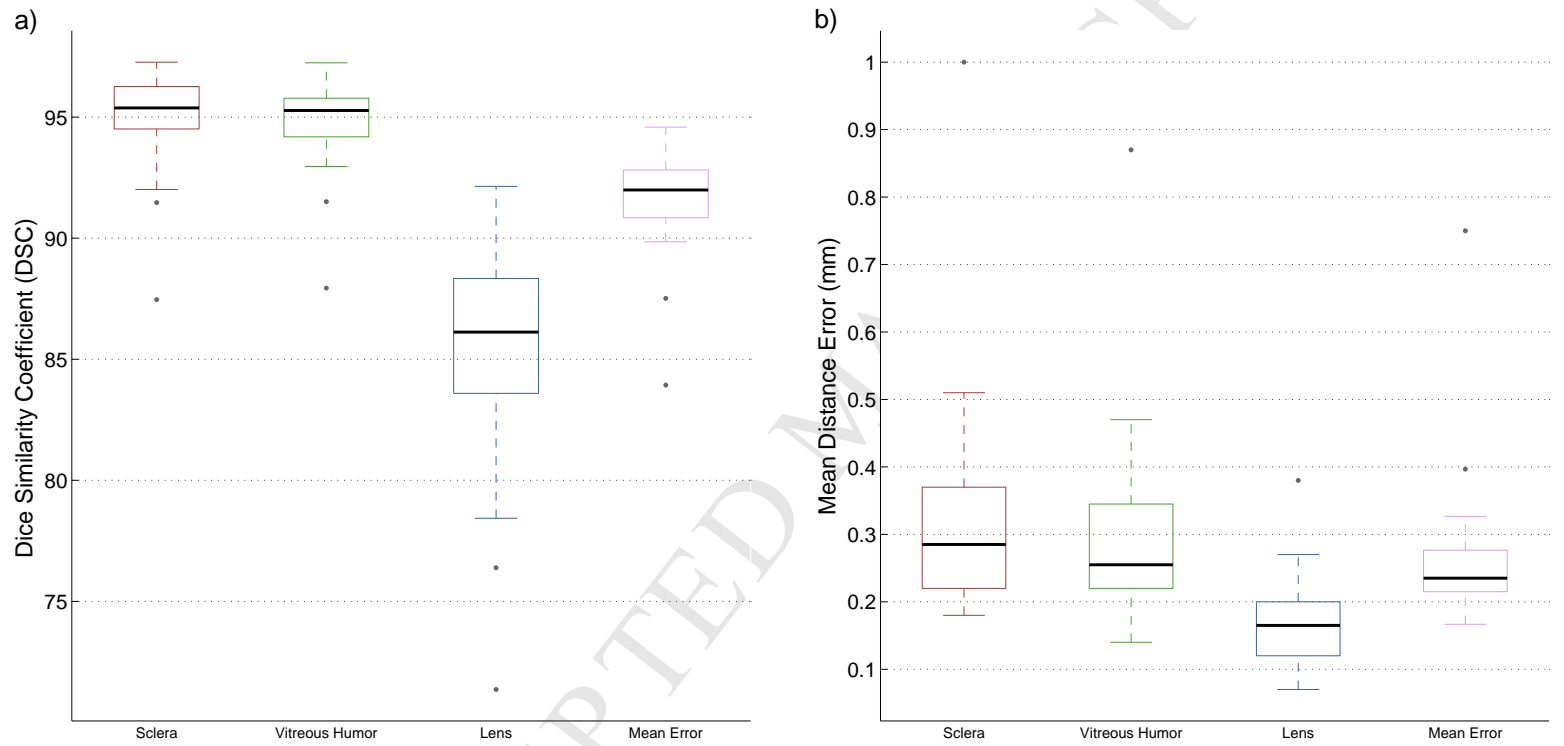 a)
Dice Similarity Coefficient (DSC)
95
90
85
80
75
Sclera
Vitreous Humor
Lens
Mean Error
b)
Mean Distance Error (mm)
1
0.9
0.8
0.7
0.6
0.5
0.4
0.3
0.2
0.1
Sclera
Vitreous Humor
Lens
Mean Error
PTED M